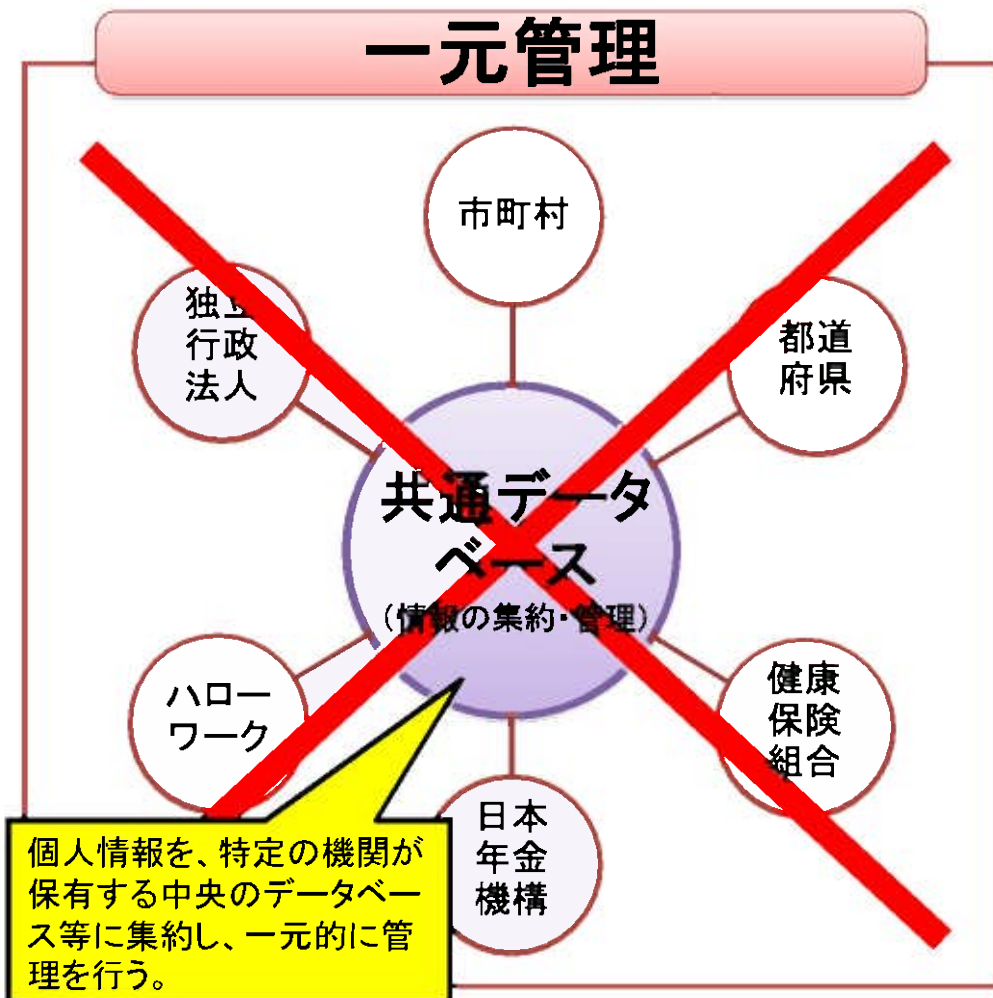 一元管理
市町村
独立
行政
法人
都道
府県
共通データ
ベース
（情報の集約・管理）
ハロー
ワーク
健康
保険
組合
日本
年金
機構
個人情報を、特定の機関が
保有する中央のデータベー
ス等に集約し、一元的に管
理を行う。